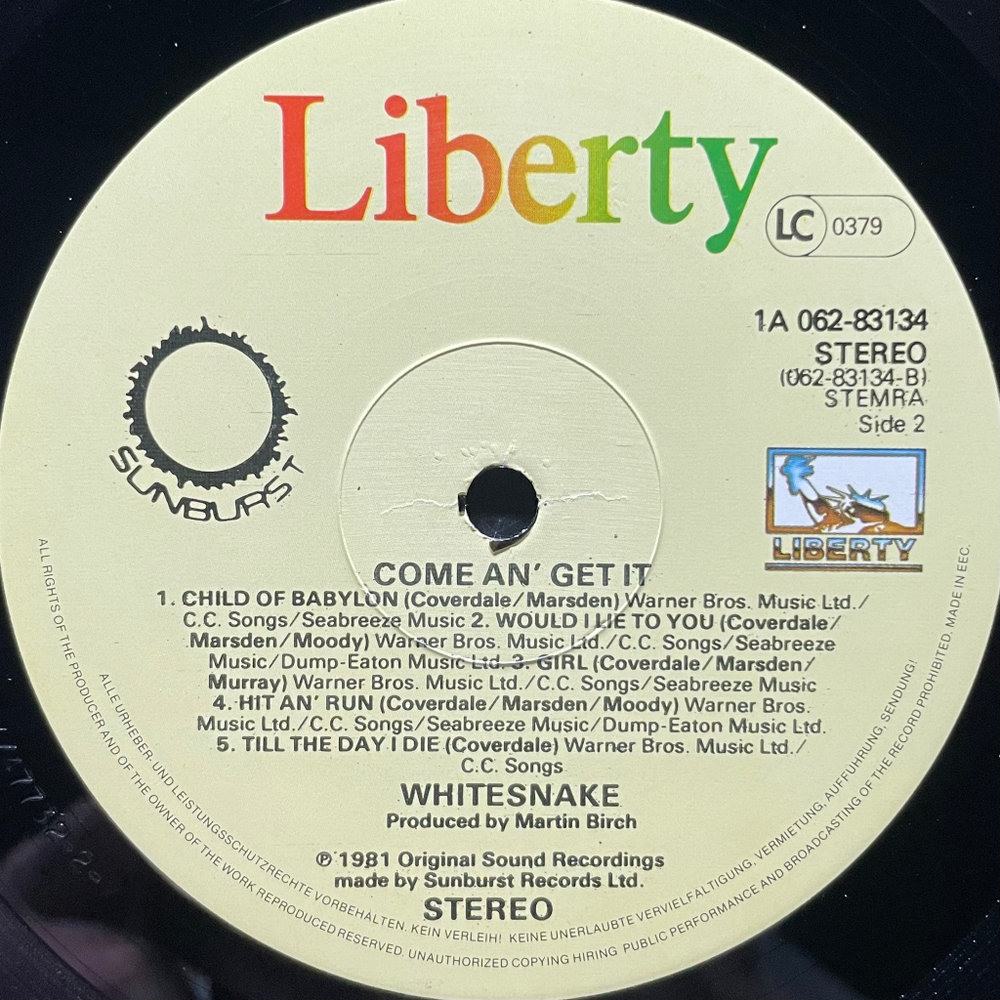 Liberty
LC 0379
1A 062-83134
STEREO
(062-83134-B)
STEMRA
Side 2
SUNBURST
LIBERTY
COME AN' GET IT
1. CHILD OF BABYLON (Coverdale/Marsden) Warner Bros. Music Ltd./
C.C. Songs/Seabreeze Music 2. WOULD I LIE TO YOU (Coverdale/
Marsden/Moody) Warner Bros. Music Ltd./C.C. Songs/Seabreeze
Music/Dump-Eaton Music Ltd. 3. GIRL (Coverdale/Marsden/
Murray) Warner Bros. Music Ltd./C.C. Songs/Seabreeze Music
4. HIT AN' RUN (Coverdale/Marsden/Moody) Warner Bros.
Music Ltd./C.C. Songs/Seabreeze Music/Dump-Eaton Music Ltd.
5. TILL THE DAY I DIE (Coverdale) Warner Bros. Music Ltd./
C.C. Songs
WHITESNAKE
Produced by Martin Birch
℗ 1981 Original Sound Recordings
made by Sunburst Records Ltd.
STEREO
ALLE URHEBER- UND LEISTUNGSSCHUTZRECHTE VORBEHALTEN. KEIN VERLEIH! KEINE UNERLAUBTE VERVIELFÄLTIGUNG, VERMIETUNG, AUFFÜHRUNG, SENDUNG!
ALL RIGHTS OF THE PRODUCER AND OF THE OWNER OF THE WORK REPRODUCED RESERVED. UNAUTHORIZED COPYING HIRING PUBLIC PERFORMANCE AND BROADCASTING OF THE RECORD PROHIBITED. MADE IN EEC.